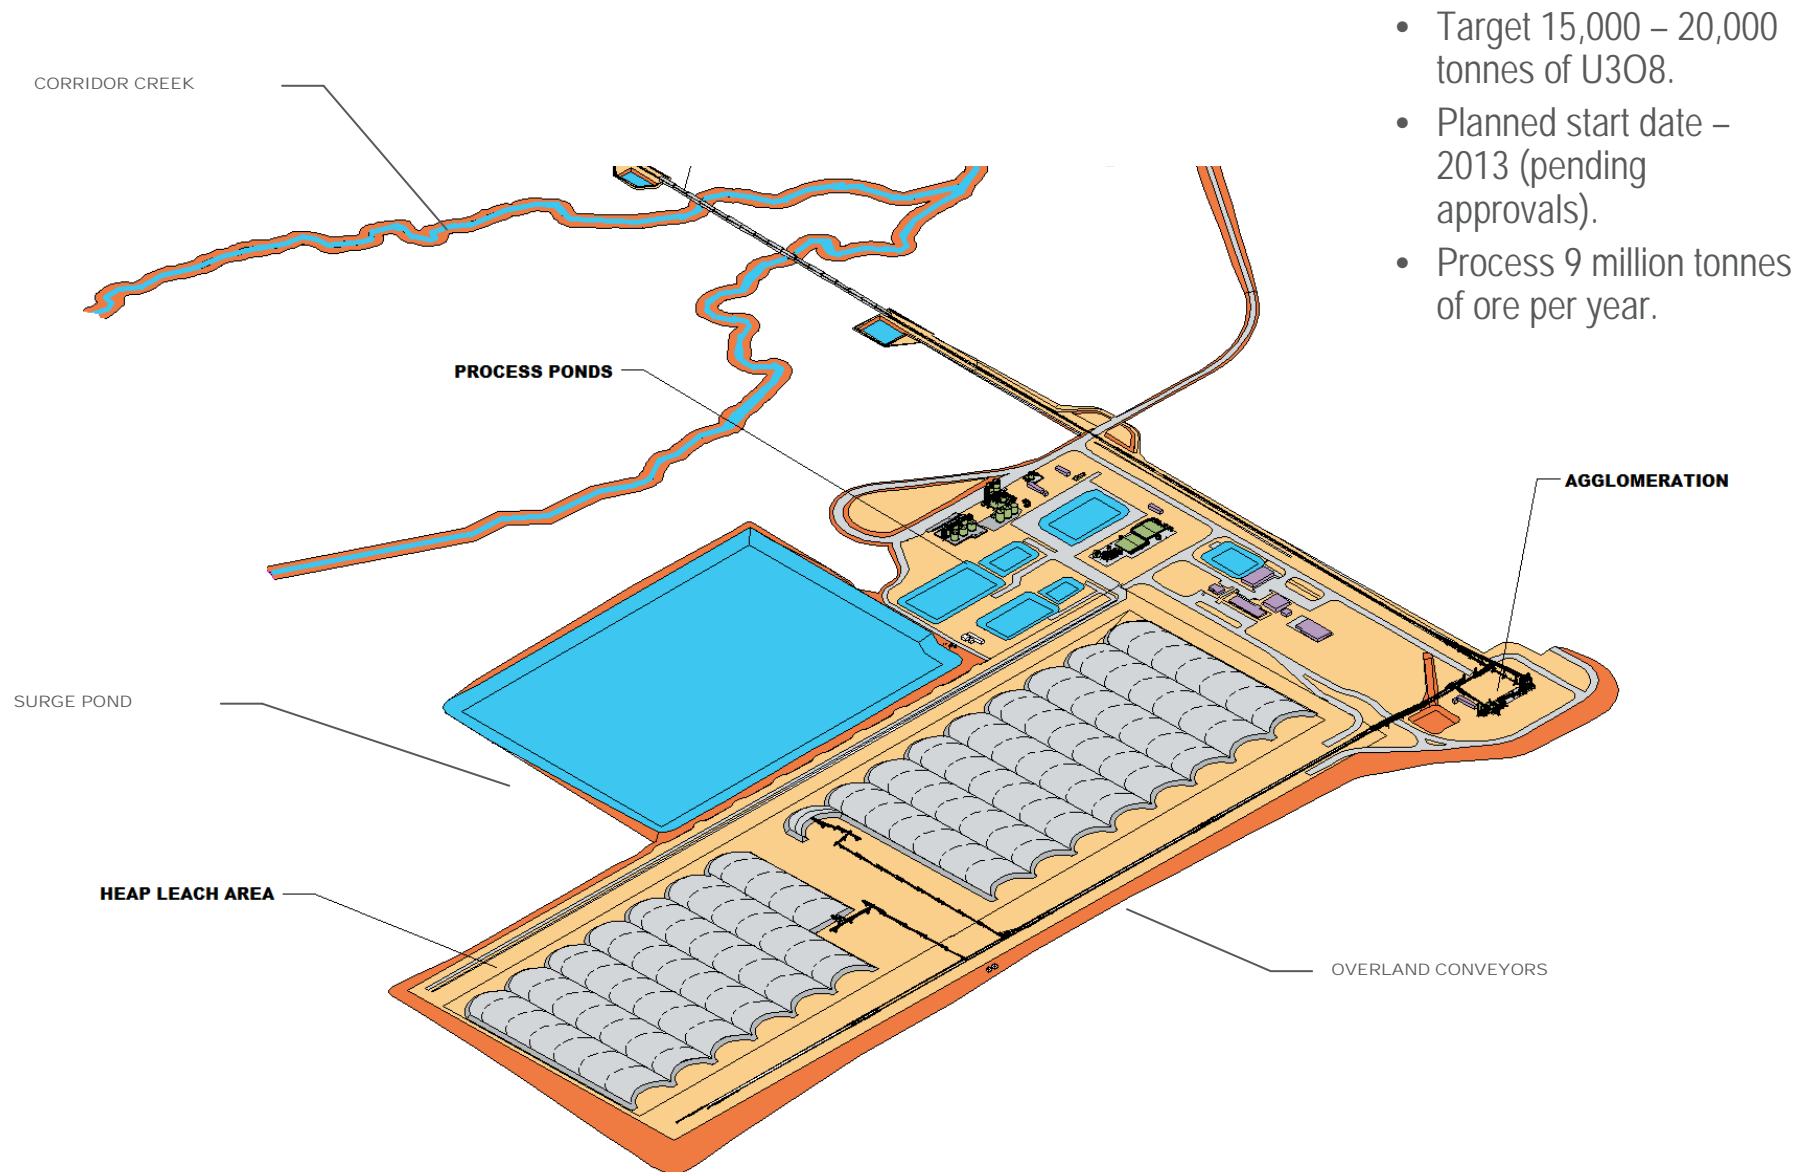 • Target 15,000 – 20,000
tonnes of U3O8.
• Planned start date –
2013 (pending
approvals).
• Process 9 million tonnes
of ore per year.
CORRIDOR CREEK
PROCESS PONDS
AGGLOMERATION
SURGE POND
HEAP LEACH AREA
OVERLAND CONVEYORS